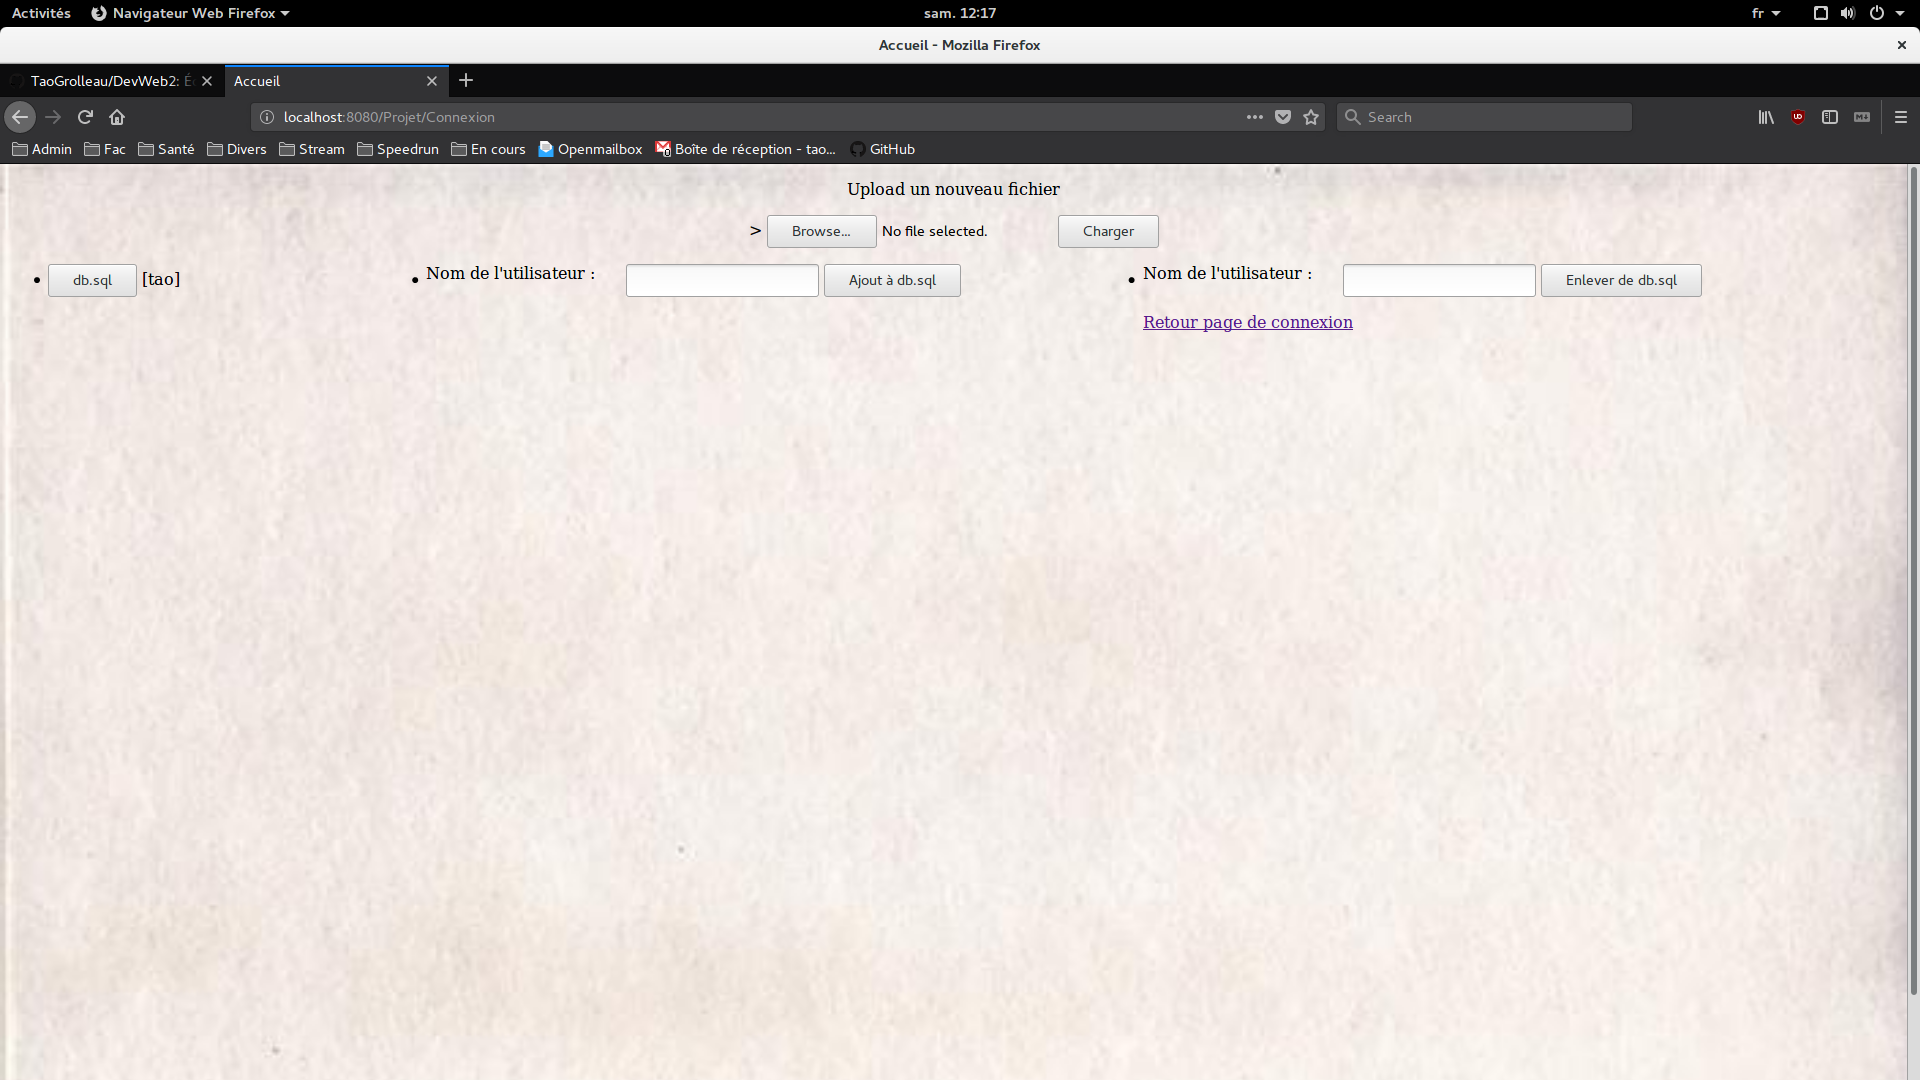 Activités Navigateur Web Firefox sam. 12:17 fr
Accueil - Mozilla Firefox
TaoGrolleau/DevWeb2: Accueil
localhost:8080/Projet/Connexion Search
Admin Fac Santé Divers Stream Speedrun En cours Openmailbox Boîte de réception - tao... GitHub
Upload un nouveau fichier
> Browse... No file selected. Charger
• db.sql [tao] • Nom de l'utilisateur : Ajout à db.sql • Nom de l'utilisateur : Enlever de db.sql
Retour page de connexion